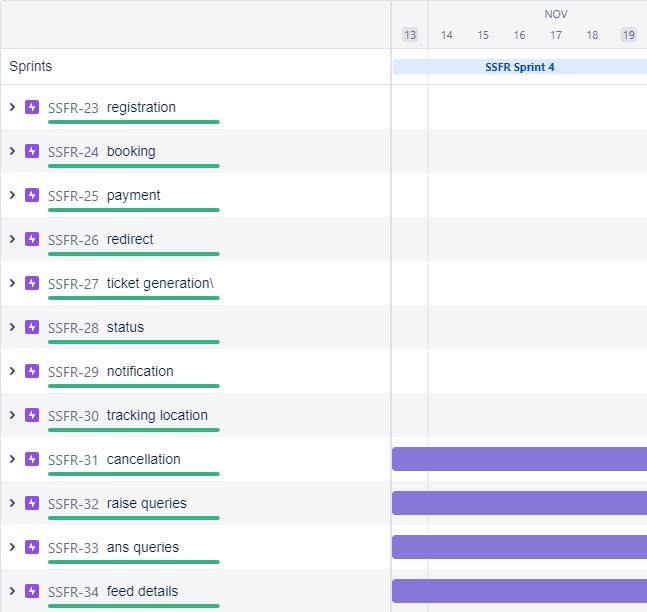 NOV
13 14 15 16 17 18 19
Sprints
SSFR Sprint 4
SSFR-23 registration
SSFR-24 booking
SSFR-25 payment
SSFR-26 redirect
SSFR-27 ticket generation\
SSFR-28 status
SSFR-29 notification
SSFR-30 tracking location
SSFR-31 cancellation
SSFR-32 raise queries
SSFR-33 ans queries
SSFR-34 feed details